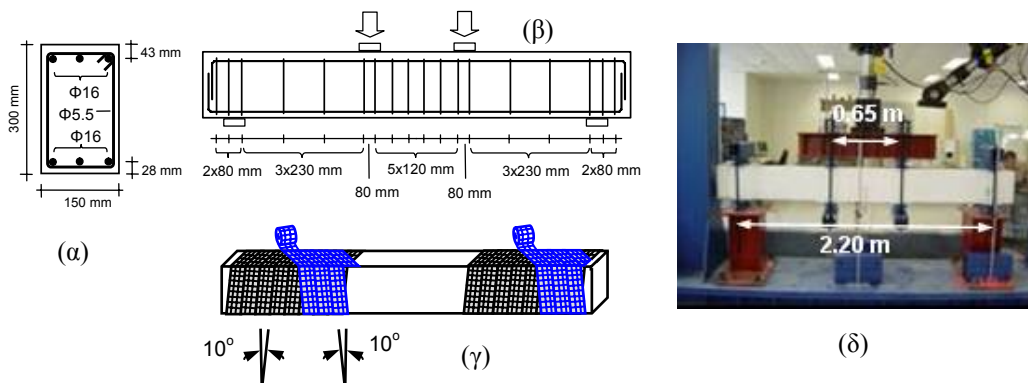 43 mm
300 mm
Φ16
Φ5.5
Φ16
28 mm
150 mm
(α)
(β)
2x80 mm
3x230 mm
5x120 mm
3x230 mm
2x80 mm
80 mm
80 mm
10°
10°
(γ)
0.65 m
2.20 m
(δ)